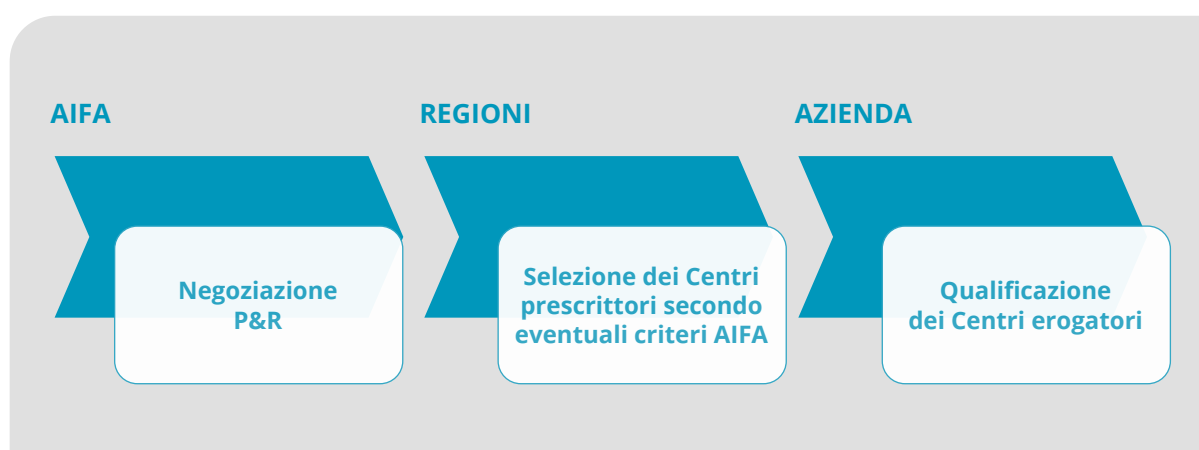 AIFA
REGIONI
AZIENDA
Negoziazione
P&R
Selezione dei Centri
prescrittori secondo
eventuali criteri AIFA
Qualificazione
dei Centri erogatori